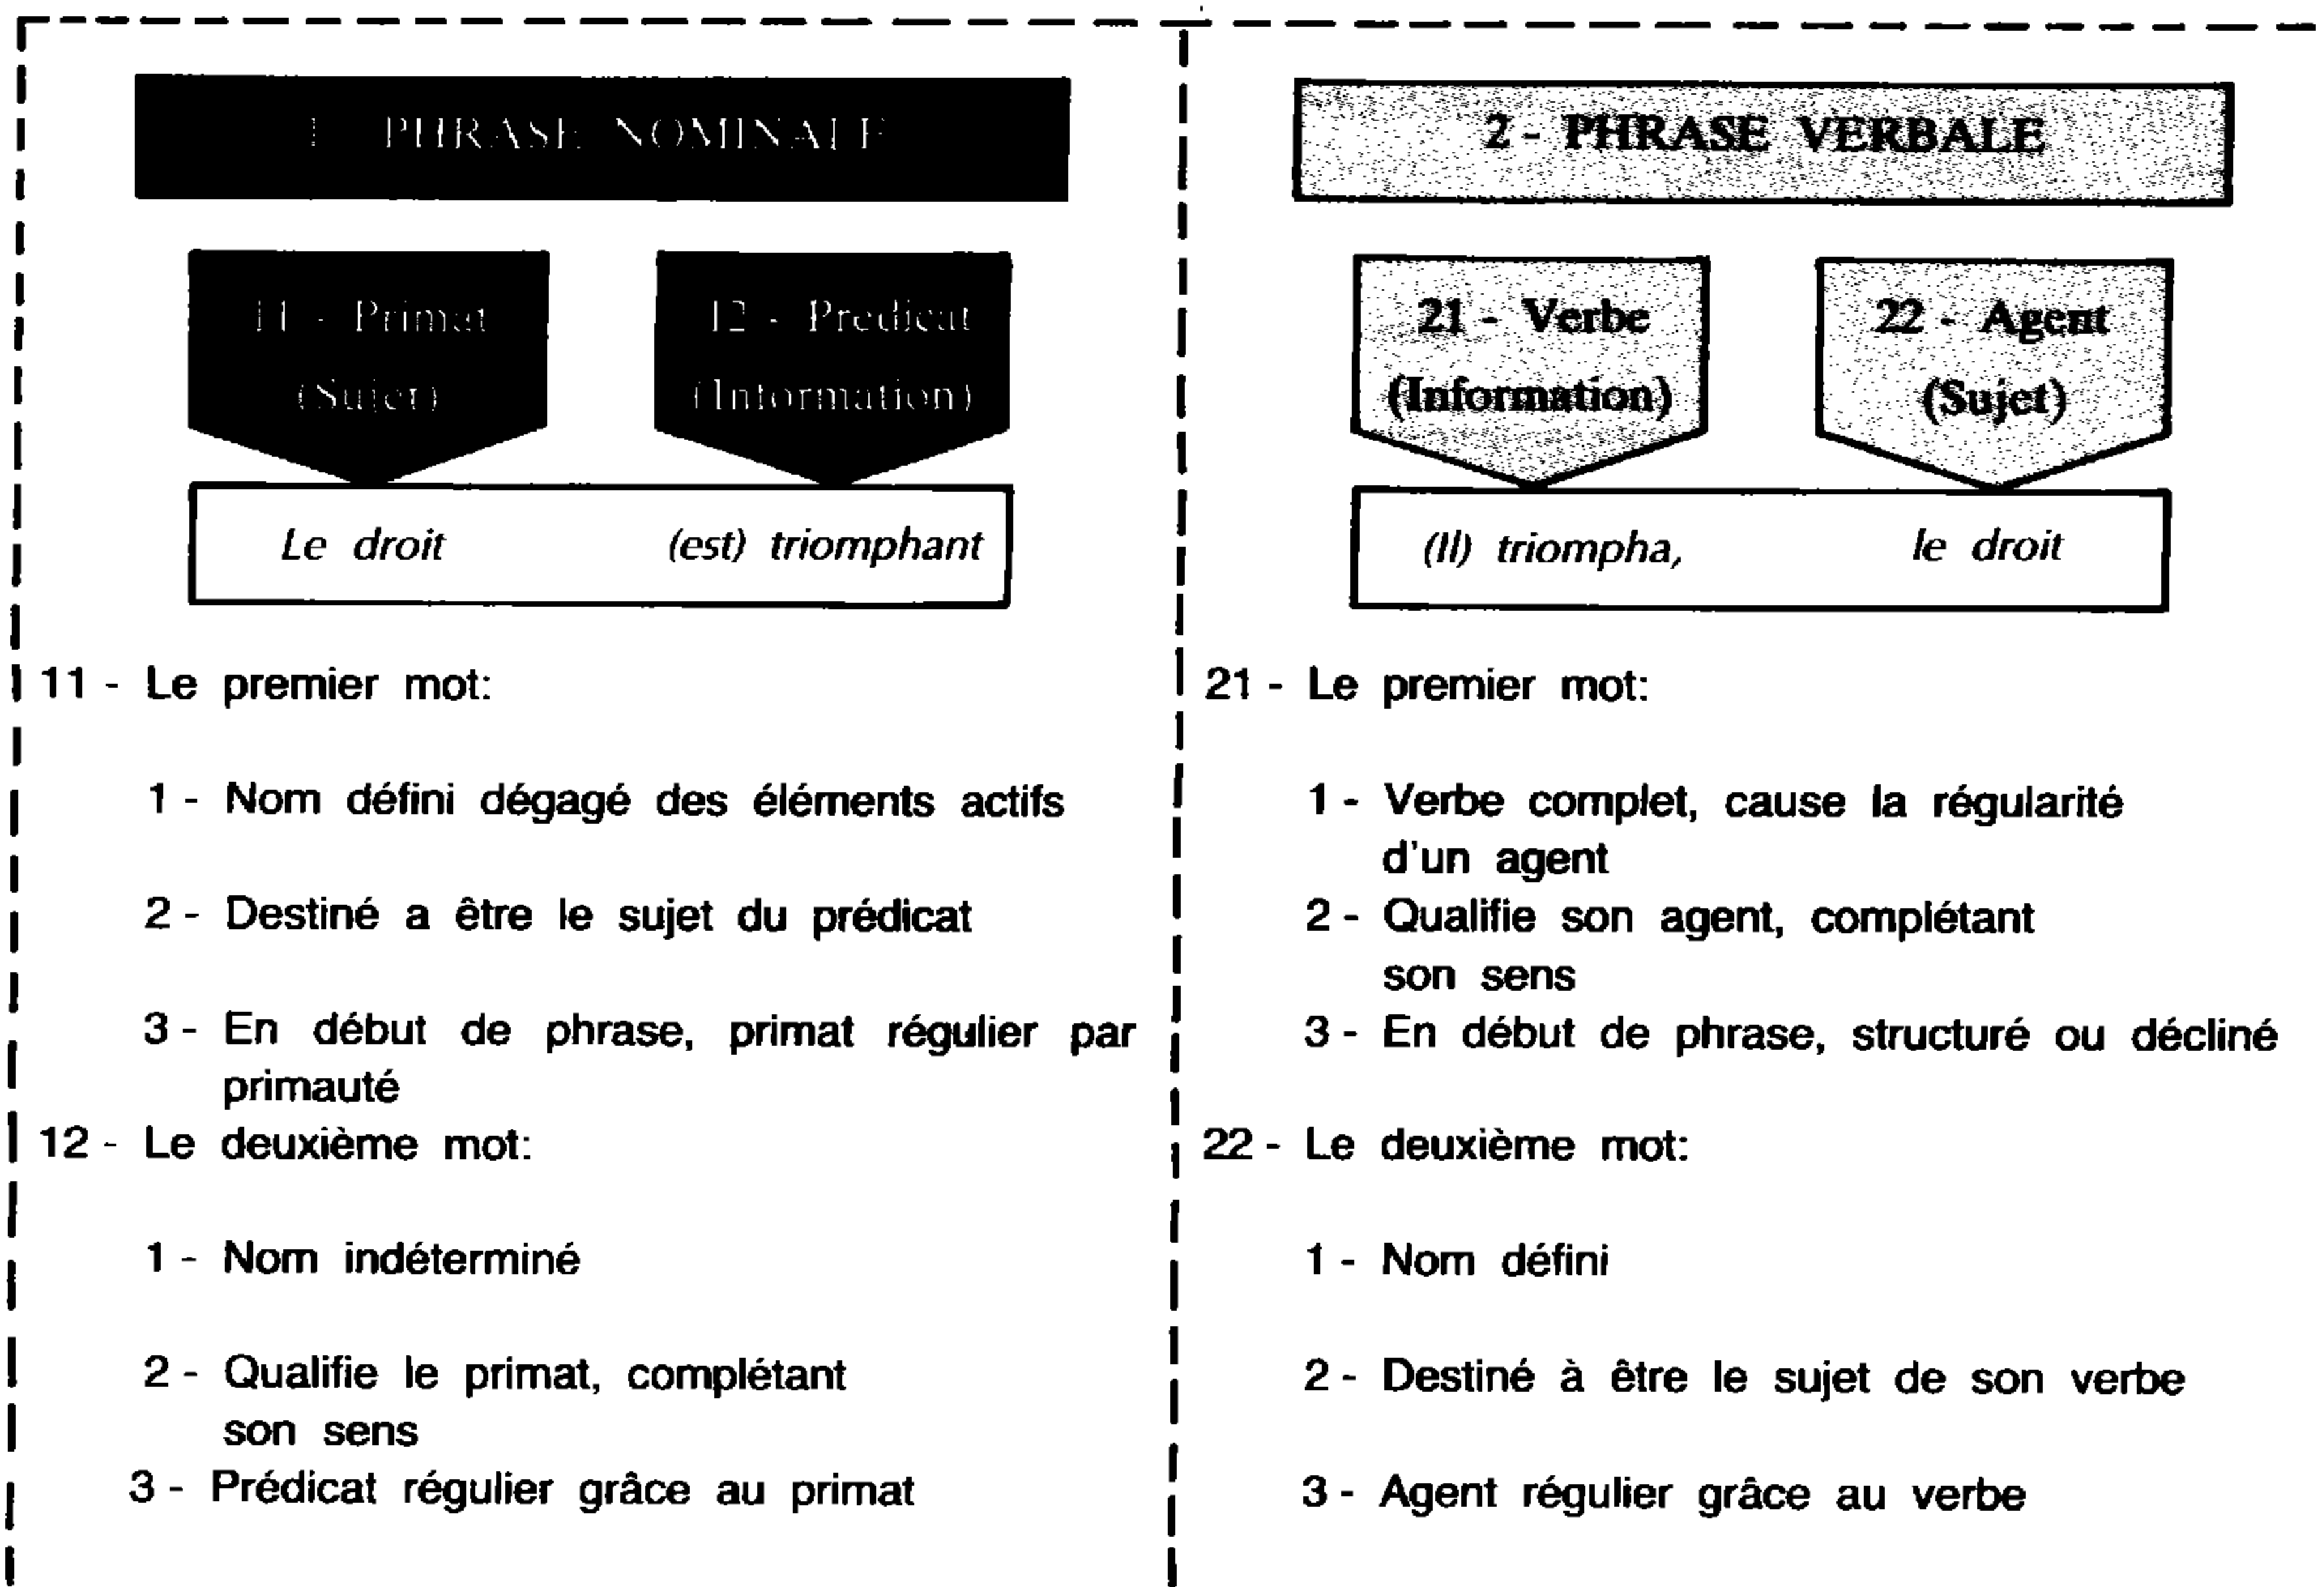 1 - PHRASE NOMINALE
11 - Primat
(Sujet)
12 - Prédicat
(Information)
Le droit (est) triomphant
11 - Le premier mot:
1 - Nom défini dégagé des éléments actifs
2 - Destiné a être le sujet du prédicat
3 - En début de phrase, primat régulier par
primauté
12 - Le deuxième mot:
1 - Nom indéterminé
2 - Qualifie le primat, complétant
son sens
3 - Prédicat régulier grâce au primat
2 - PHRASE VERBALE
21 - Verbe
(Information)
22 - Agent
(Sujet)
(Il) triompha, le droit
21 - Le premier mot:
1 - Verbe complet, cause la régularité
d'un agent
2 - Qualifie son agent, complétant
son sens
3 - En début de phrase, structuré ou décliné
22 - Le deuxième mot:
1 - Nom défini
2 - Destiné à être le sujet de son verbe
3 - Agent régulier grâce au verbe